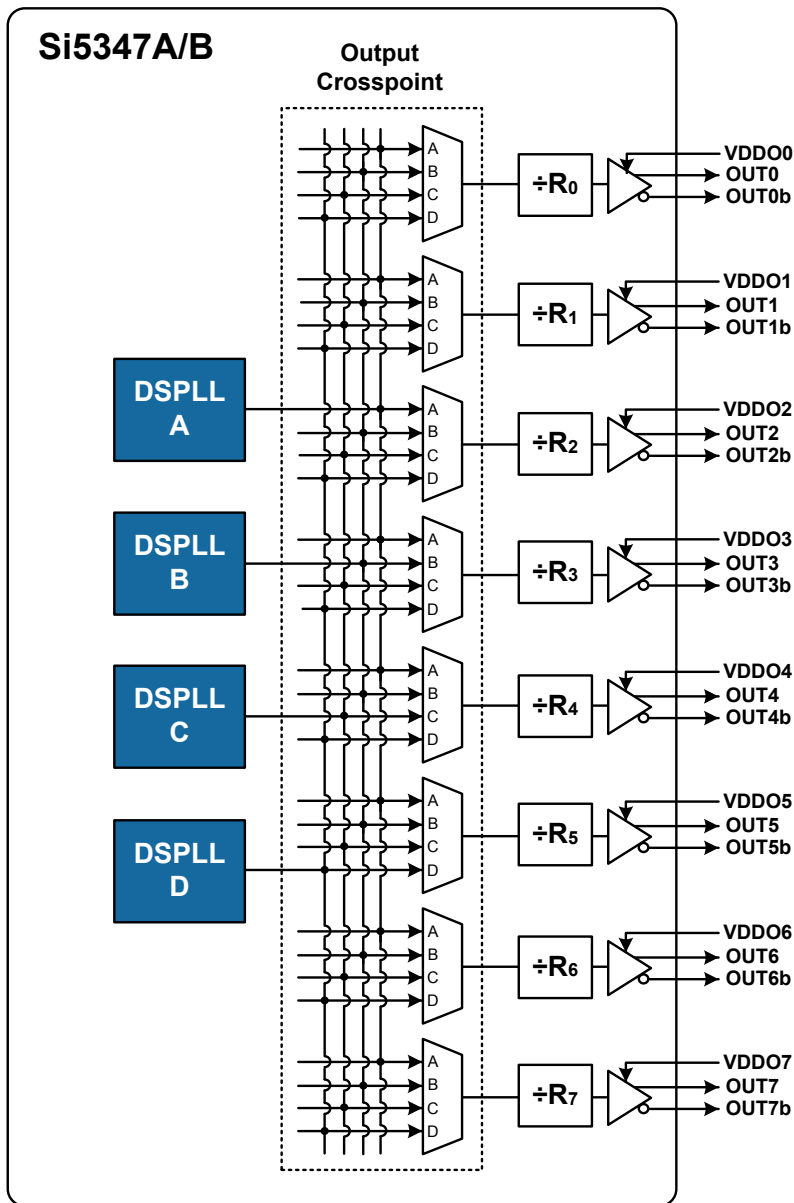 Si5347A/B
Output
Crosspoint
A
B
C
D
÷R0
VDDO0
OUT0
OUT0b
A
B
C
D
÷R1
VDDO1
OUT1
OUT1b
DSPLL
A
A
B
C
D
÷R2
VDDO2
OUT2
OUT2b
DSPLL
B
A
B
C
D
÷R3
VDDO3
OUT3
OUT3b
DSPLL
C
A
B
C
D
÷R4
VDDO4
OUT4
OUT4b
DSPLL
D
A
B
C
D
÷R5
VDDO5
OUT5
OUT5b
A
B
C
D
÷R6
VDDO6
OUT6
OUT6b
A
B
C
D
÷R7
VDDO7
OUT7
OUT7b